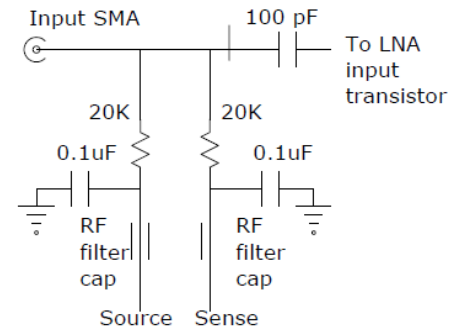 Input SMA
100 pF
To LNA
input
transistor
20K
20K
0.1uF
0.1uF
RF
filter
cap
RF
filter
cap
Source
Sense